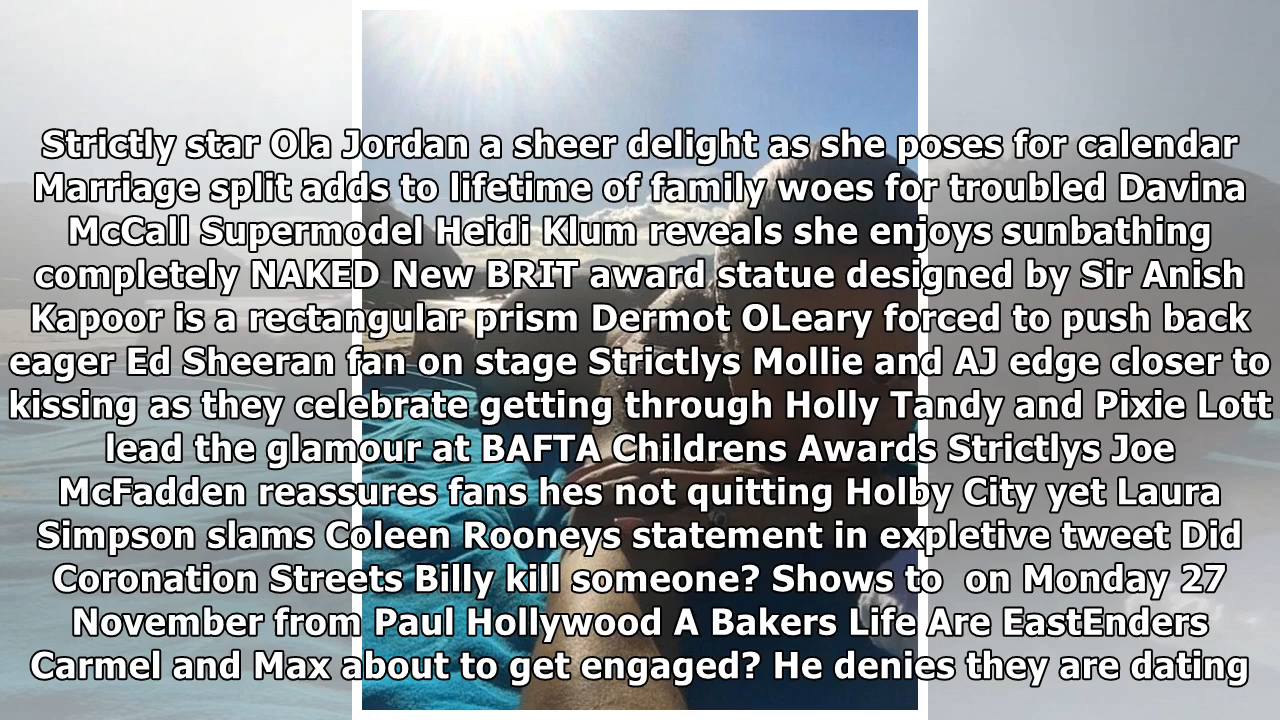 Strictly star Ola Jordan a sheer delight as she poses for calendar
Marriage split adds to lifetime of family woes for troubled Davina
McCall Supermodel Heidi Klum reveals she enjoys sunbathing
completely NAKED New BRIT award statue designed by Sir Anish
Kapoor is a rectangular prism Dermot OLeary forced to push back
eager Ed Sheeran fan on stage Strictlys Mollie and AJ edge closer to
kissing as they celebrate getting through Holly Tandy and Pixie Lott
lead the glamour at BAFTA Childrens Awards Strictlys Joe
McFadden reassures fans hes not quitting Holby City yet Laura
Simpson slams Coleen Rooneys statement in expletive tweet Did
Coronation Streets Billy kill someone? Shows to  on Monday 27
November from Paul Hollywood A Bakers Life Are EastEnders
Carmel and Max about to get engaged? He denies they are dating